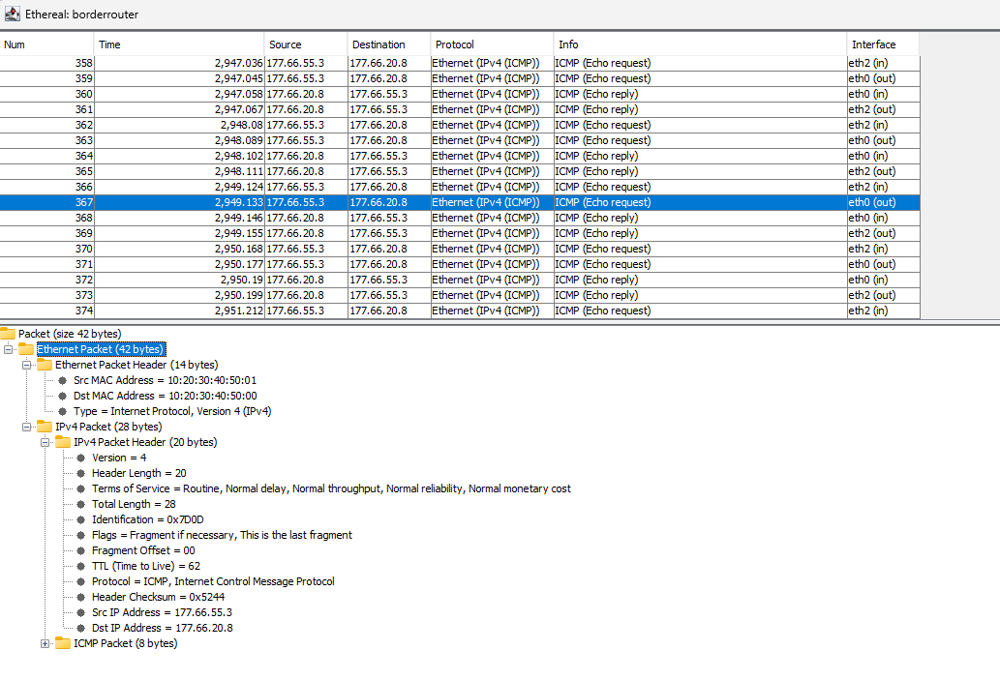 Ethereal: borderrouter
Num Time Source Destination Protocol Info Interface
358 2,947.036 177.66.55.3 177.66.20.8 Ethernet (IPv4 (ICMP)) ICMP (Echo request) eth2 (in)
359 2,947.045 177.66.55.3 177.66.20.8 Ethernet (IPv4 (ICMP)) ICMP (Echo request) eth0 (out)
360 2,947.058 177.66.20.8 177.66.55.3 Ethernet (IPv4 (ICMP)) ICMP (Echo reply) eth0 (in)
361 2,947.067 177.66.20.8 177.66.55.3 Ethernet (IPv4 (ICMP)) ICMP (Echo reply) eth2 (out)
362 2,948.08 177.66.55.3 177.66.20.8 Ethernet (IPv4 (ICMP)) ICMP (Echo request) eth2 (in)
363 2,948.089 177.66.55.3 177.66.20.8 Ethernet (IPv4 (ICMP)) ICMP (Echo request) eth0 (out)
364 2,948.102 177.66.20.8 177.66.55.3 Ethernet (IPv4 (ICMP)) ICMP (Echo reply) eth0 (in)
365 2,948.111 177.66.20.8 177.66.55.3 Ethernet (IPv4 (ICMP)) ICMP (Echo reply) eth2 (out)
366 2,949.124 177.66.55.3 177.66.20.8 Ethernet (IPv4 (ICMP)) ICMP (Echo request) eth2 (in)
367 2,949.133 177.66.55.3 177.66.20.8 Ethernet (IPv4 (ICMP)) ICMP (Echo request) eth0 (out)
368 2,949.146 177.66.20.8 177.66.55.3 Ethernet (IPv4 (ICMP)) ICMP (Echo reply) eth0 (in)
369 2,949.155 177.66.20.8 177.66.55.3 Ethernet (IPv4 (ICMP)) ICMP (Echo reply) eth2 (out)
370 2,950.168 177.66.55.3 177.66.20.8 Ethernet (IPv4 (ICMP)) ICMP (Echo request) eth2 (in)
371 2,950.177 177.66.55.3 177.66.20.8 Ethernet (IPv4 (ICMP)) ICMP (Echo request) eth0 (out)
372 2,950.19 177.66.20.8 177.66.55.3 Ethernet (IPv4 (ICMP)) ICMP (Echo reply) eth0 (in)
373 2,950.199 177.66.20.8 177.66.55.3 Ethernet (IPv4 (ICMP)) ICMP (Echo reply) eth2 (out)
374 2,951.212 177.66.55.3 177.66.20.8 Ethernet (IPv4 (ICMP)) ICMP (Echo request) eth2 (in)
Packet (size 42 bytes)
Ethernet Packet (42 bytes)
Ethernet Packet Header (14 bytes)
Src MAC Address = 10:20:30:40:50:01
Dst MAC Address = 10:20:30:40:50:00
Type = Internet Protocol, Version 4 (IPv4)
IPv4 Packet (28 bytes)
IPv4 Packet Header (20 bytes)
Version = 4
Header Length = 20
Terms of Service = Routine, Normal delay, Normal throughput, Normal reliability, Normal monetary cost
Total Length = 28
Identification = 0x7D0D
Flags = Fragment if necessary, This is the last fragment
Fragment Offset = 00
TTL (Time to Live) = 62
Protocol = ICMP, Internet Control Message Protocol
Header Checksum = 0x5244
Src IP Address = 177.66.55.3
Dst IP Address = 177.66.20.8
ICMP Packet (8 bytes)